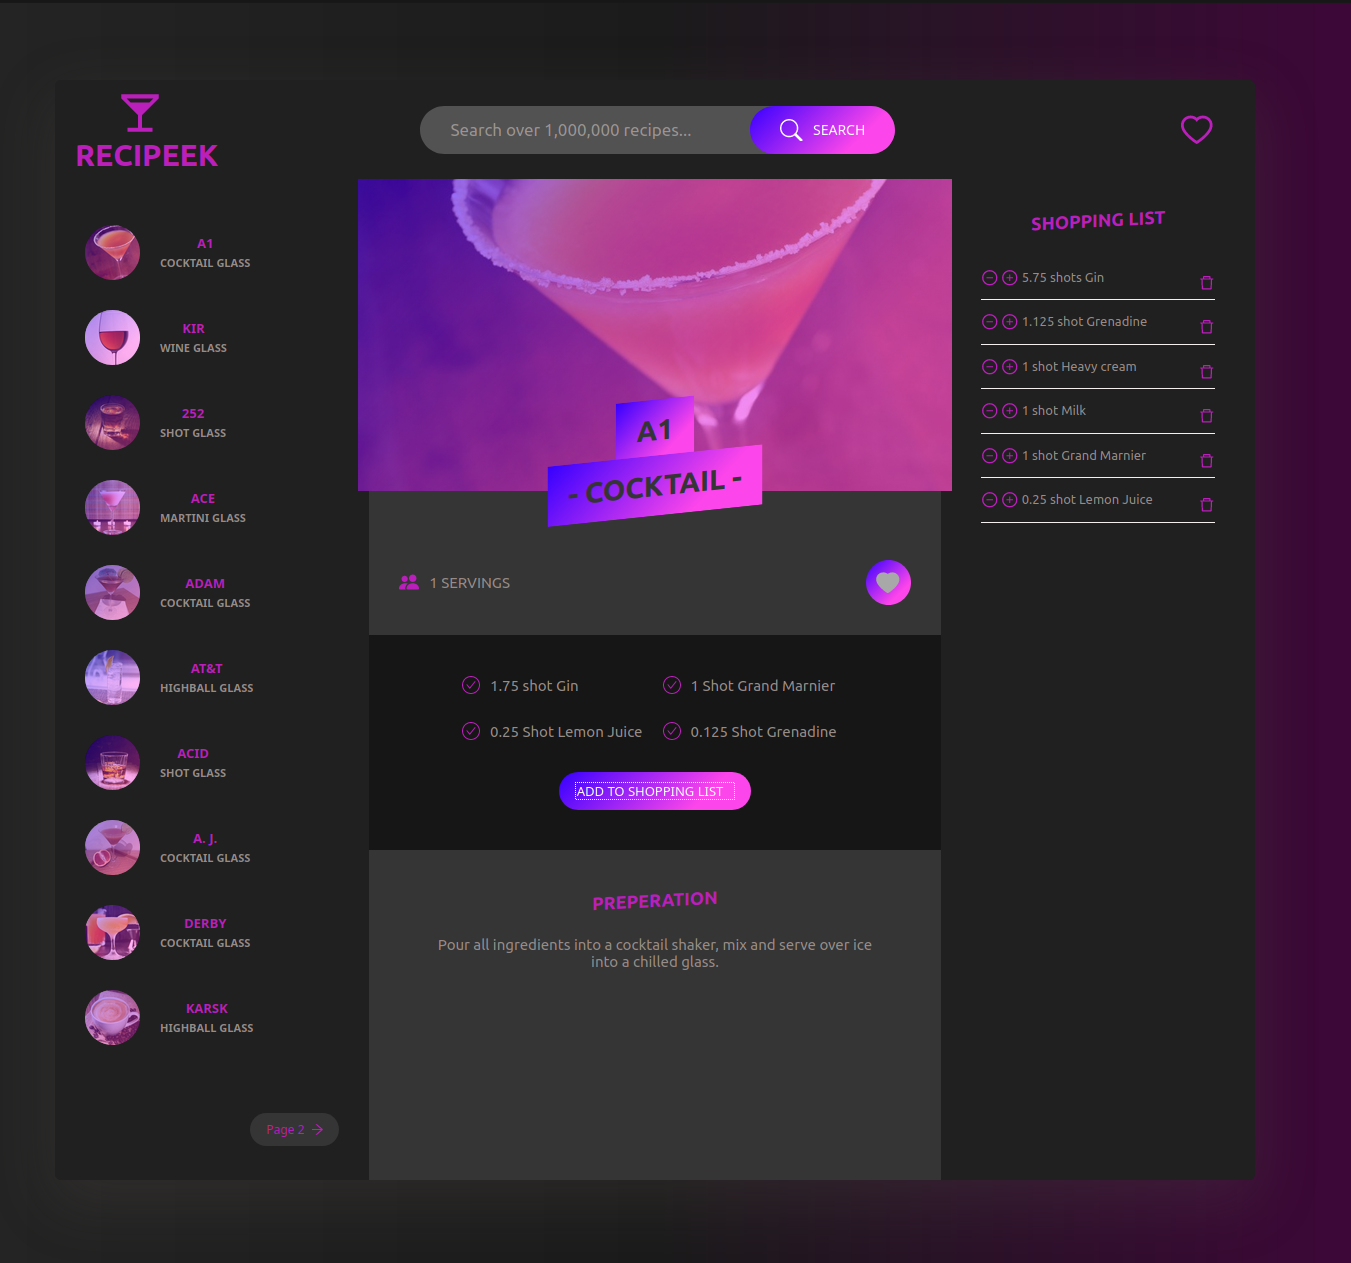 RECIPEEK
Search over 1,000,000 recipes...
SEARCH
A1
COCKTAIL GLASS
KIR
WINE GLASS
252
SHOT GLASS
ACE
MARTINI GLASS
ADAM
COCKTAIL GLASS
AT&T
HIGHBALL GLASS
ACID
SHOT GLASS
A. J.
COCKTAIL GLASS
DERBY
COCKTAIL GLASS
KARSK
HIGHBALL GLASS
Page 2
A1
- COCKTAIL -
1 SERVINGS
1.75 shot Gin
1 Shot Grand Marnier
0.25 Shot Lemon Juice
0.125 Shot Grenadine
ADD TO SHOPPING LIST
PREPERATION
Pour all ingredients into a cocktail shaker, mix and serve over ice
into a chilled glass.
SHOPPING LIST
5.75 shots Gin
1.125 shot Grenadine
1 shot Heavy cream
1 shot Milk
1 shot Grand Marnier
0.25 shot Lemon Juice